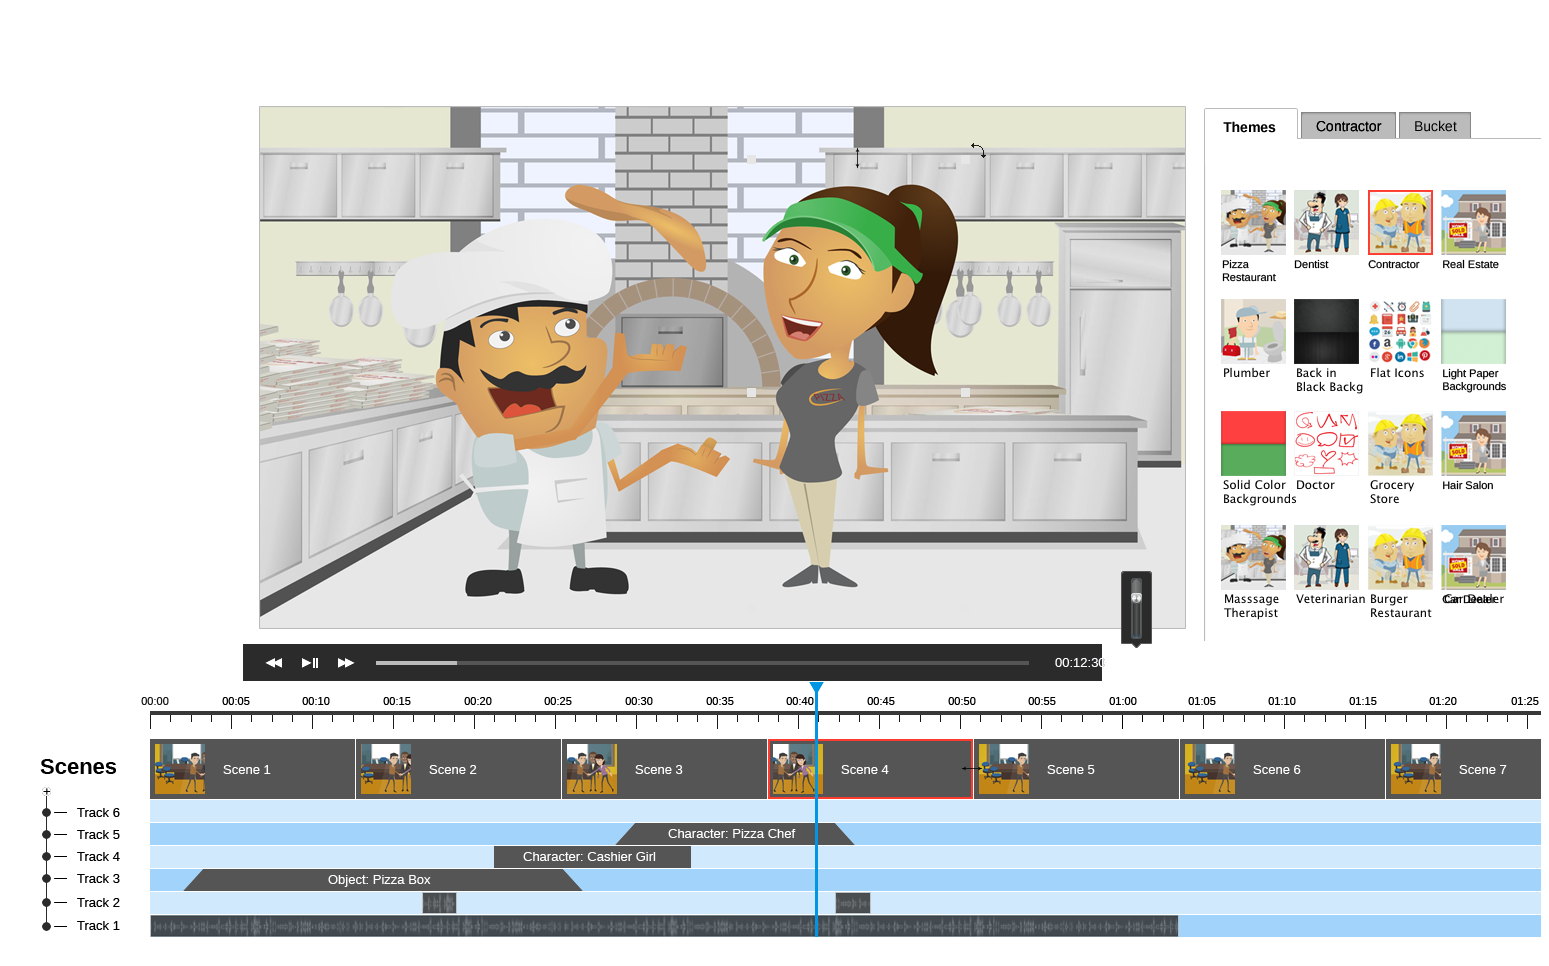 Themes Contractor Bucket
Pizza Restaurant
Dentist
Contractor
Real Estate
Plumber
Back in
Black Backg
Flat Icons
Light Paper
Backgrounds
Solid Color
Backgrounds
Doctor
Grocery
Store
Hair Salon
Masssage
Therapist
Veterinarian
Burger
Restaurant
Car Dealer
PIZZA
00:12:30
00:00 00:05 00:10 00:15 00:20 00:25 00:30 00:35 00:40 00:45 00:50 00:55 01:00 01:05 01:10 01:15 01:20 01:25
Scenes
Scene 1 Scene 2 Scene 3 Scene 4 Scene 5 Scene 6 Scene 7
Track 6
Track 5 Character: Pizza Chef
Track 4 Character: Cashier Girl
Track 3 Object: Pizza Box
Track 2
Track 1